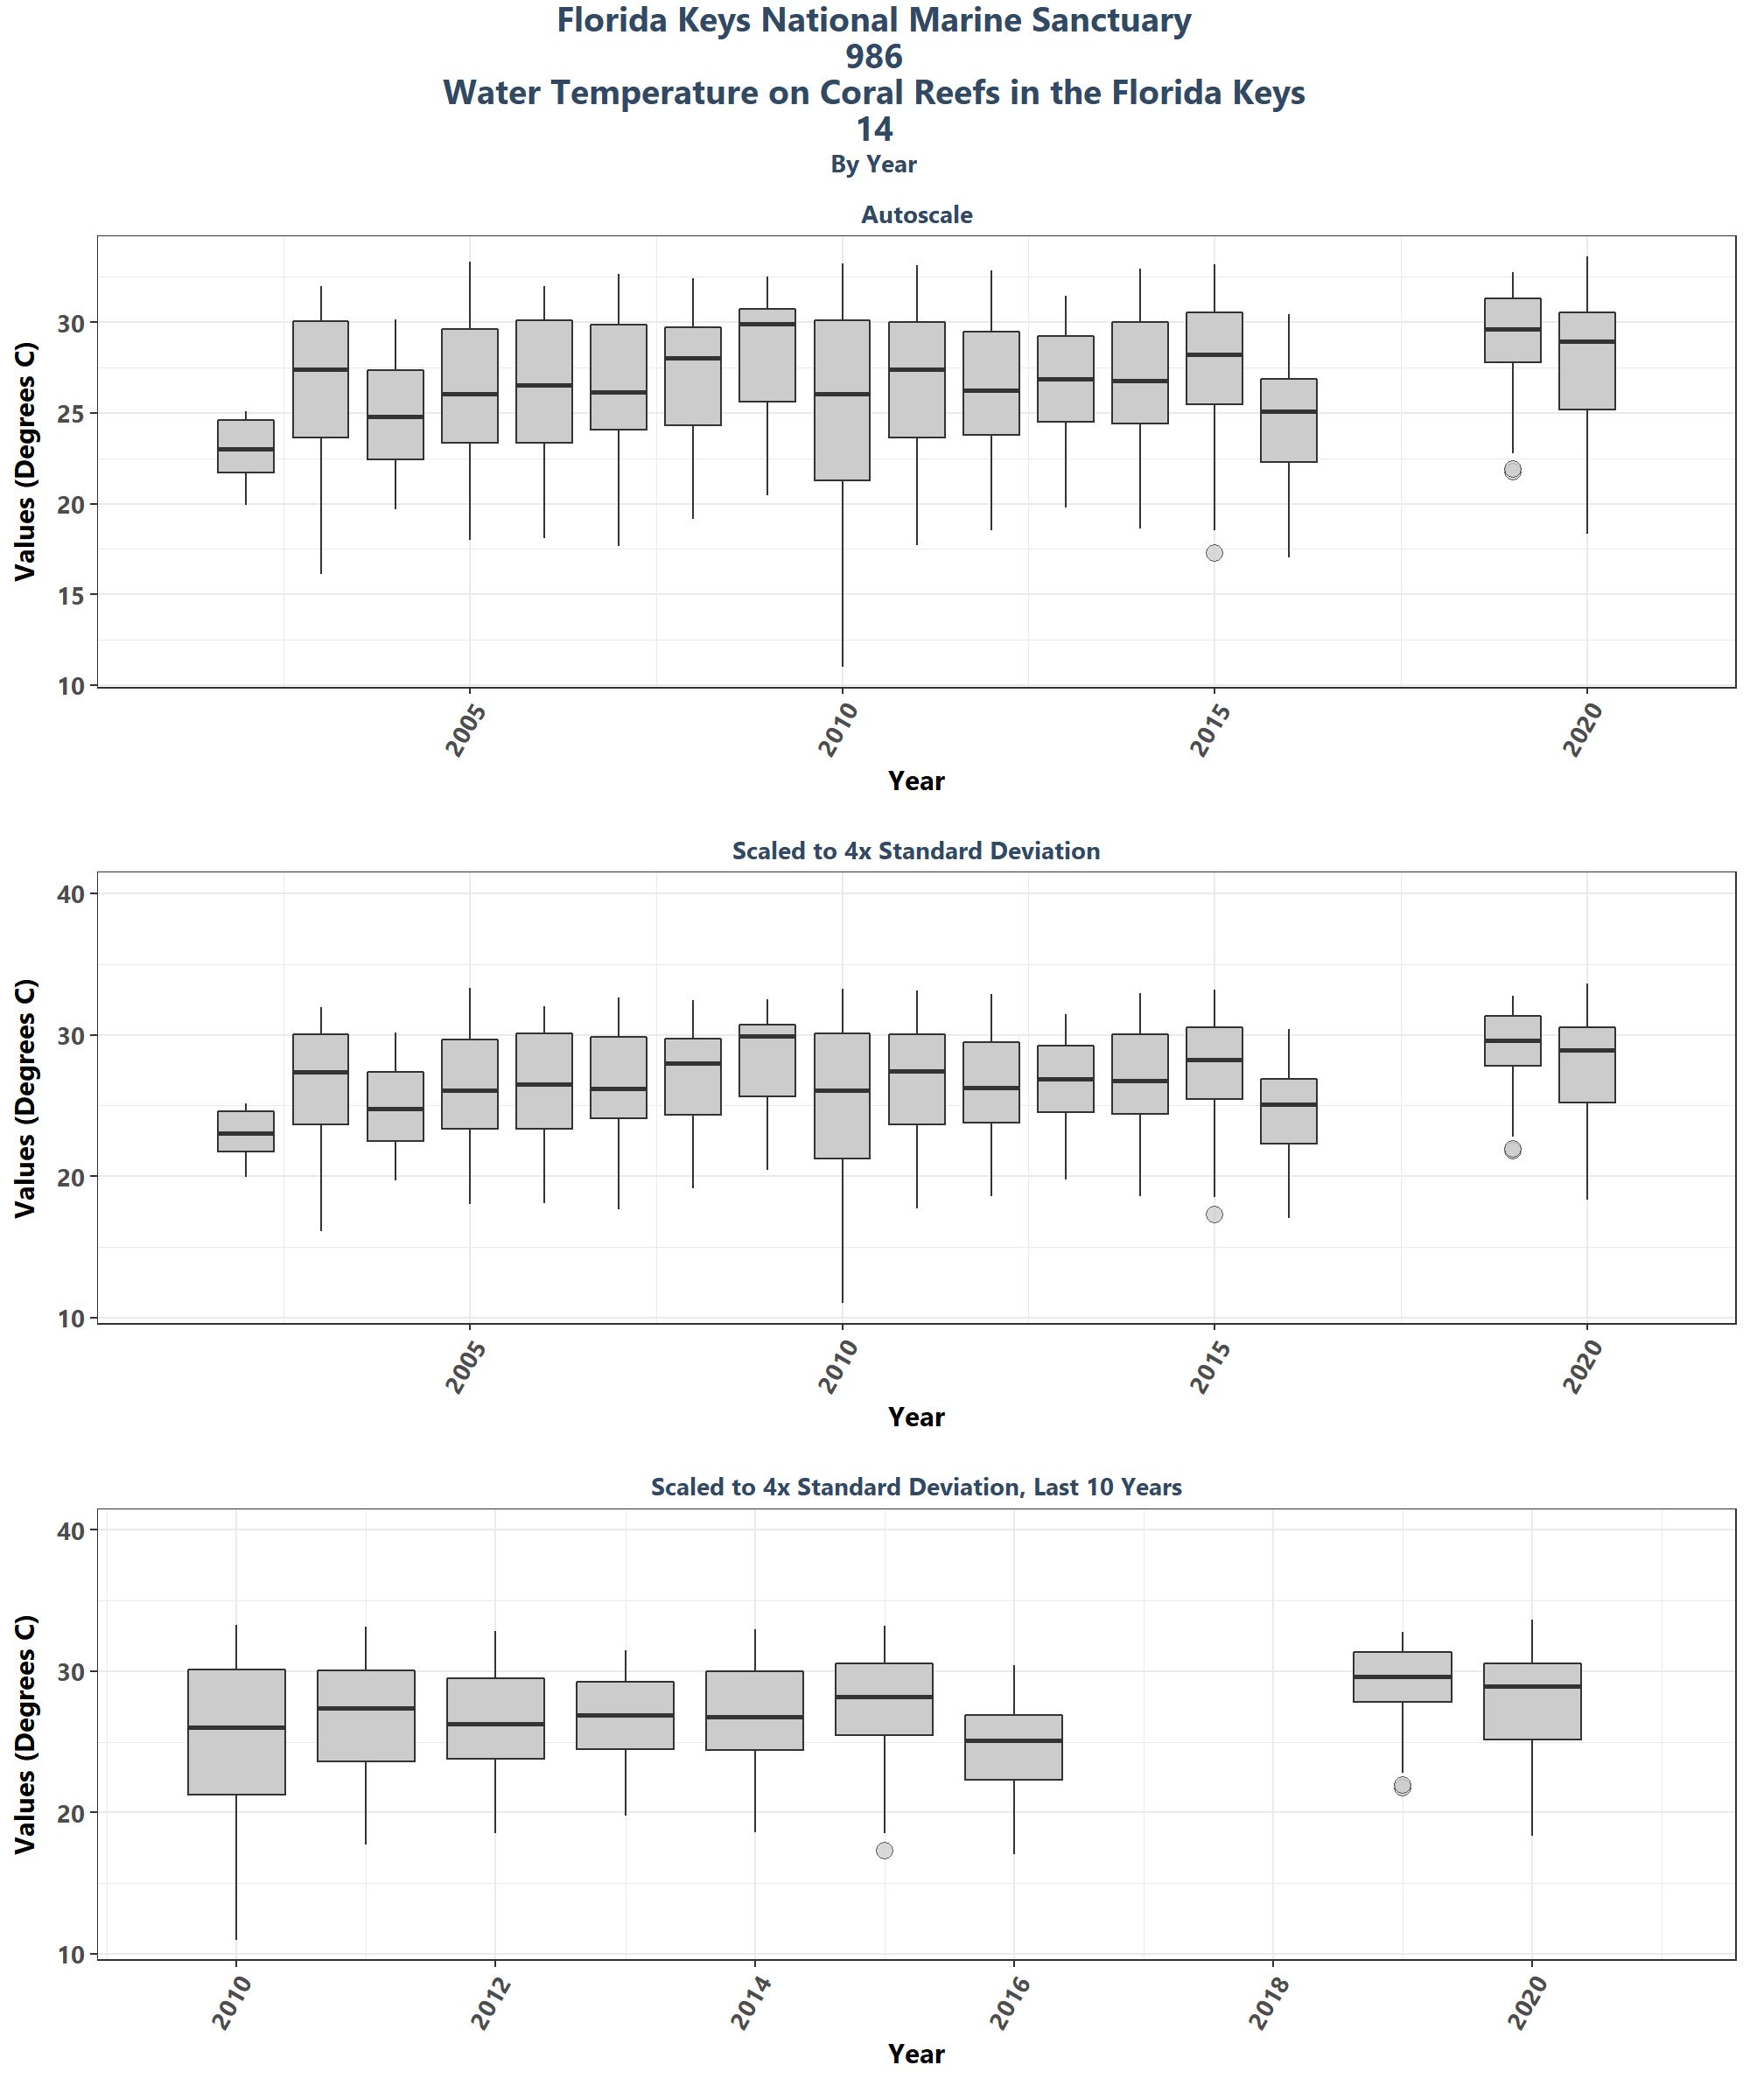 Florida Keys National Marine Sanctuary
986
Water Temperature on Coral Reefs in the Florida Keys
14
By Year
Autoscale
Values (Degrees C)
30
25
20
15
10
2005
2010
2015
2020
Year
Scaled to 4x Standard Deviation
Values (Degrees C)
40
30
20
10
2005
2010
2015
2020
Year
Scaled to 4x Standard Deviation, Last 10 Years
Values (Degrees C)
40
30
20
10
2010
2012
2014
2016
2018
2020
Year